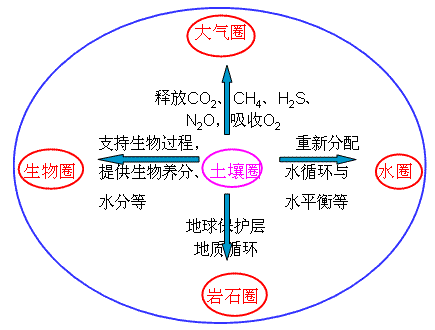 大气圈
释放CO2、CH4、H2S、
N2O，吸收O2
支持生物过程，
提供生物养分、
水分等
生物圈
土壤圈
重新分配
水循环与
水平衡等
水圈
地球保护层
地质循环
岩石圈